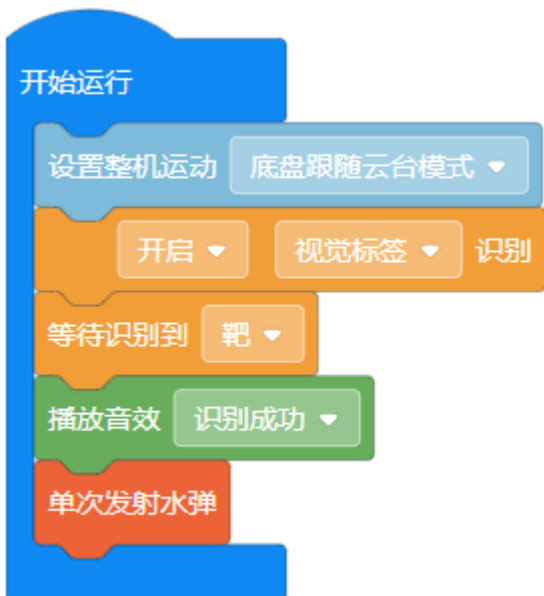 开始运行
设置整机运动 底盘跟随云台模式
开启 视觉标签 识别
等待识别到 靶
播放音效 识别成功
单次发射水弹